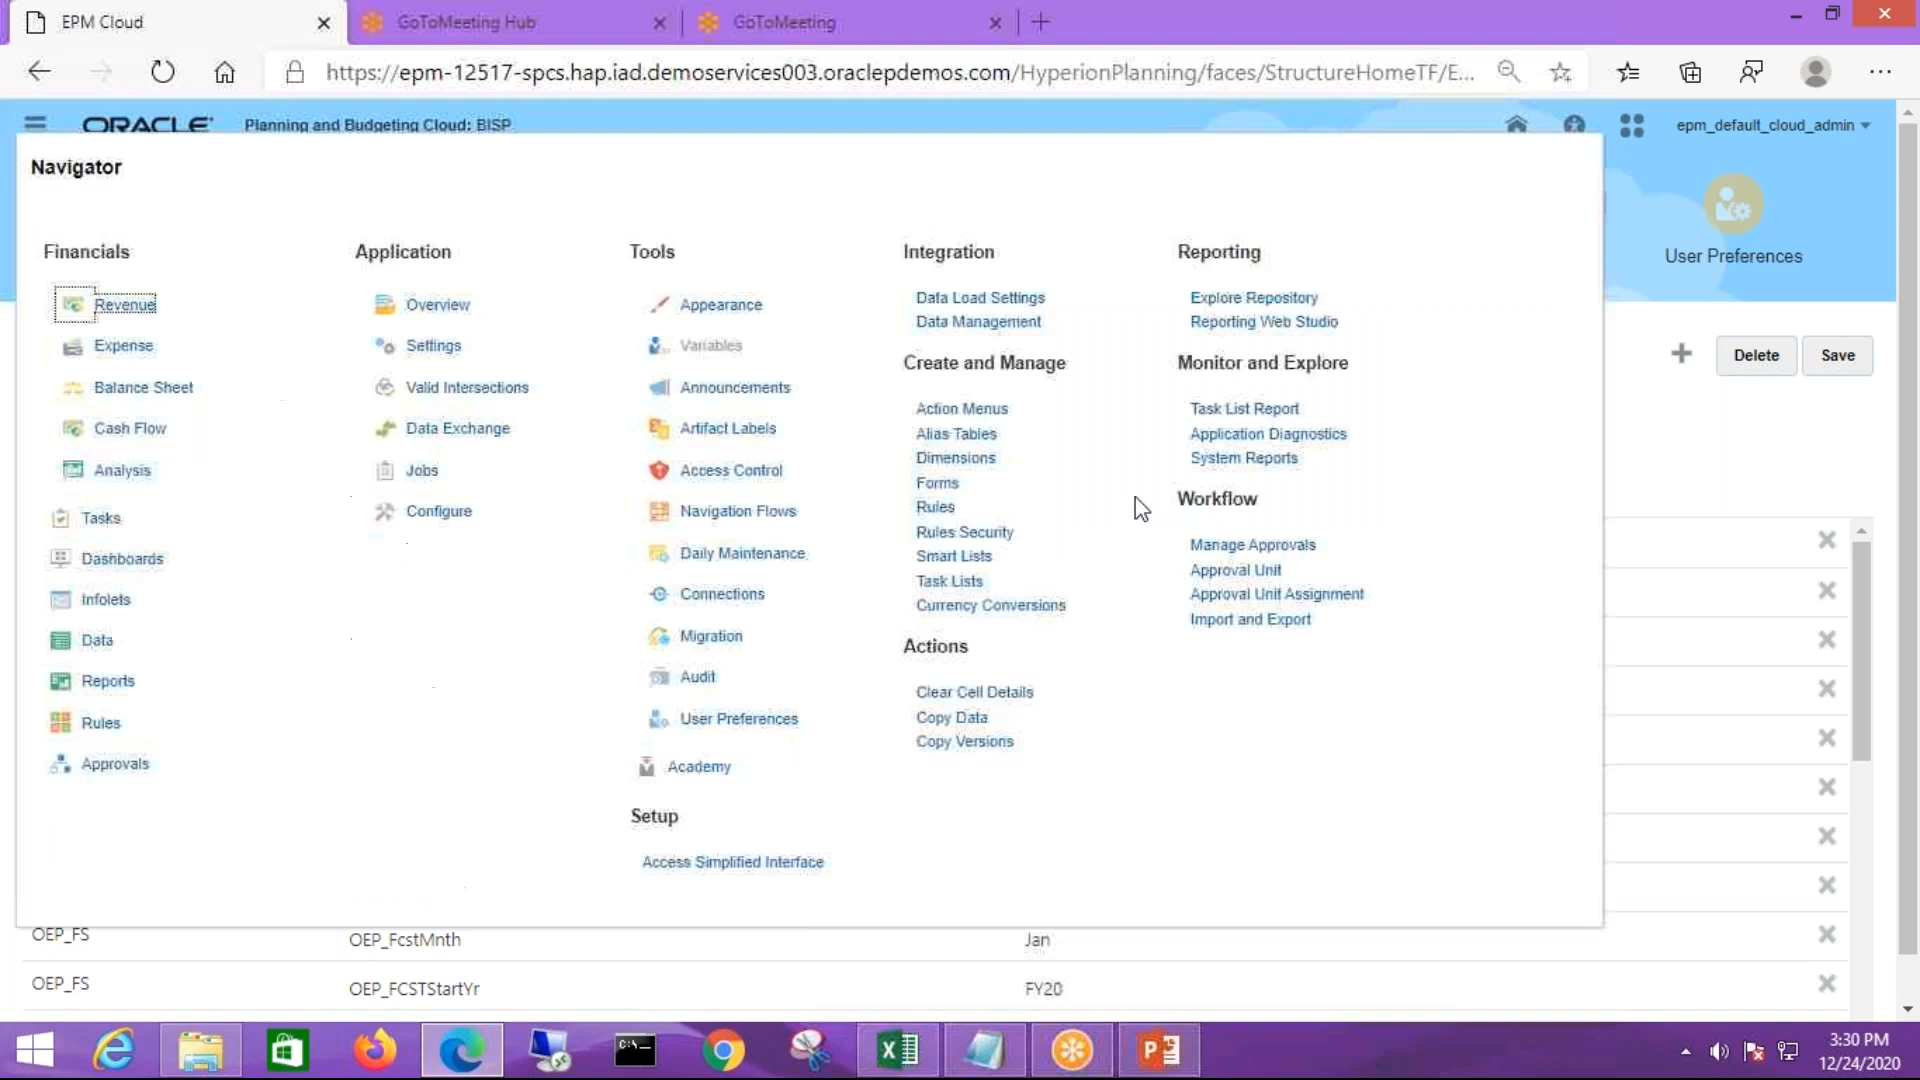 EPM Cloud
GoToMeeting Hub
GoToMeeting
https://epm-12517-spcs.hap.iad.demoservices003.oraclepdemos.com/HyperionPlanning/faces/StructureHomeTF/E...
ORACLE
Planning and Budgeting Cloud: BISP
epm_default_cloud_admin
Navigator
User Preferences
Financials
Revenue
Expense
Balance Sheet
Cash Flow
Analysis
Tasks
Dashboards
Infolets
Data
Reports
Rules
Approvals
Application
Overview
Settings
Valid Intersections
Data Exchange
Jobs
Configure
Tools
Appearance
Variables
Announcements
Artifact Labels
Access Control
Navigation Flows
Daily Maintenance
Connections
Migration
Audit
User Preferences
Academy
Setup
Access Simplified Interface
Integration
Data Load Settings
Data Management
Create and Manage
Action Menus
Alias Tables
Dimensions
Forms
Rules
Rules Security
Smart Lists
Task Lists
Currency Conversions
Actions
Clear Cell Details
Copy Data
Copy Versions
Reporting
Explore Repository
Reporting Web Studio
Monitor and Explore
Task List Report
Application Diagnostics
System Reports
Workflow
Manage Approvals
Approval Unit
Approval Unit Assignment
Import and Export
Delete
Save
OEP_FS
OEP_FcstMnth
Jan
OEP_FS
OEP_FCSTStartYr
FY20
3:30 PM
12/24/2020